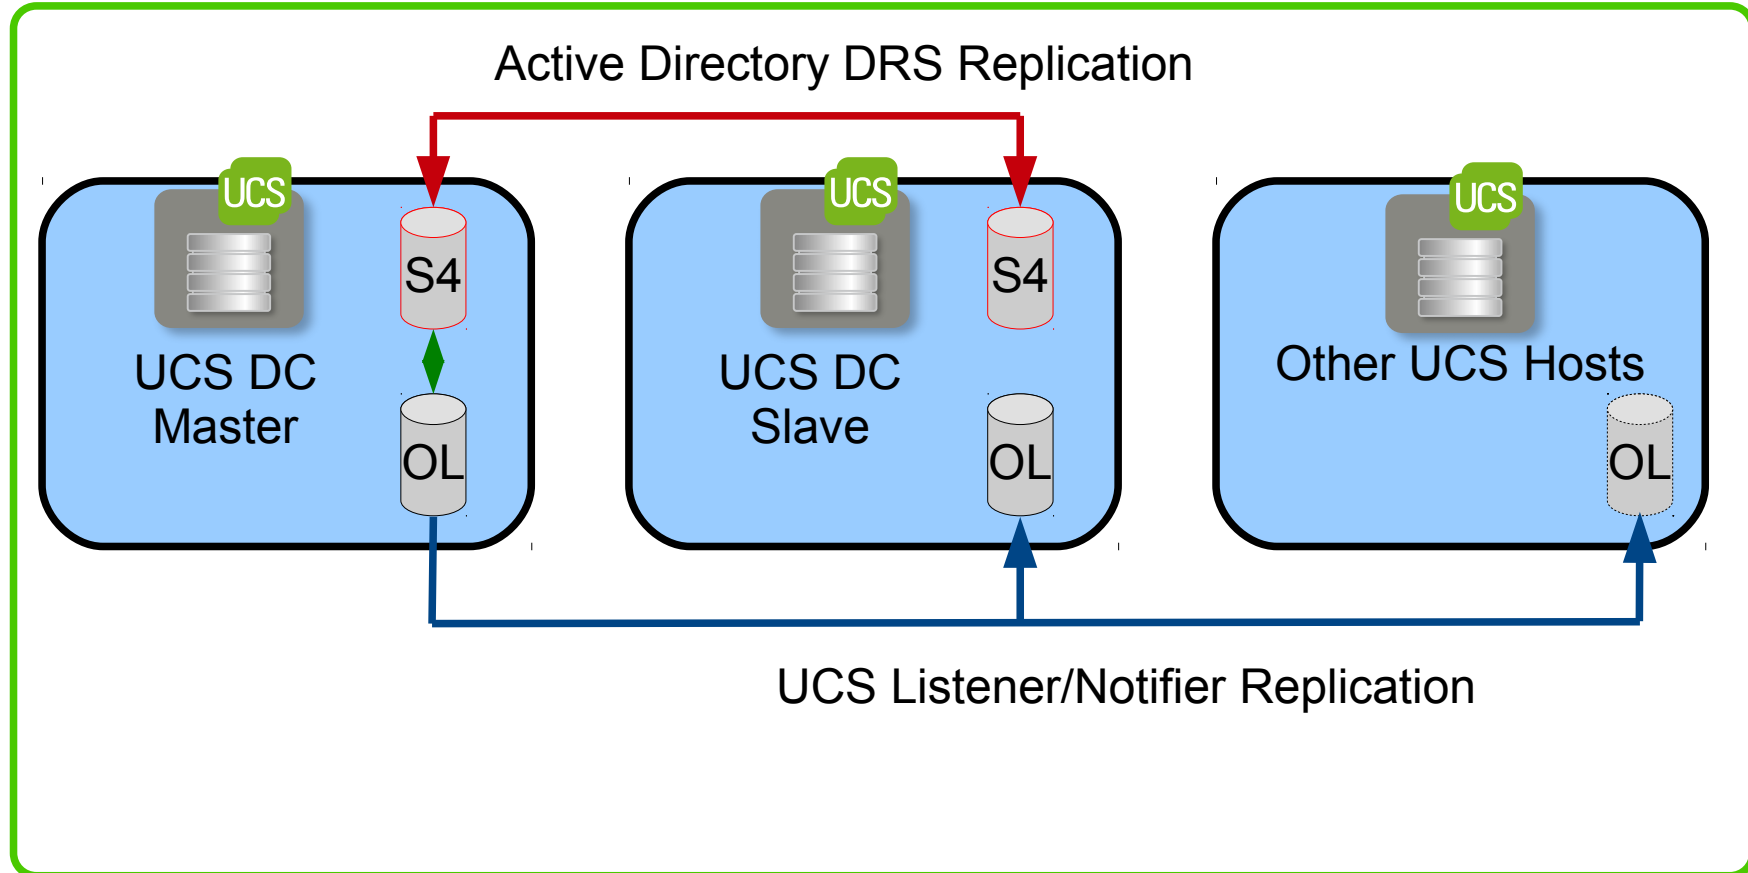 Active Directory DRS Replication
UCS
S4
UCS DC
Master
OL
UCS
S4
UCS DC
Slave
OL
UCS
Other UCS Hosts
OL
UCS Listener/Notifier Replication